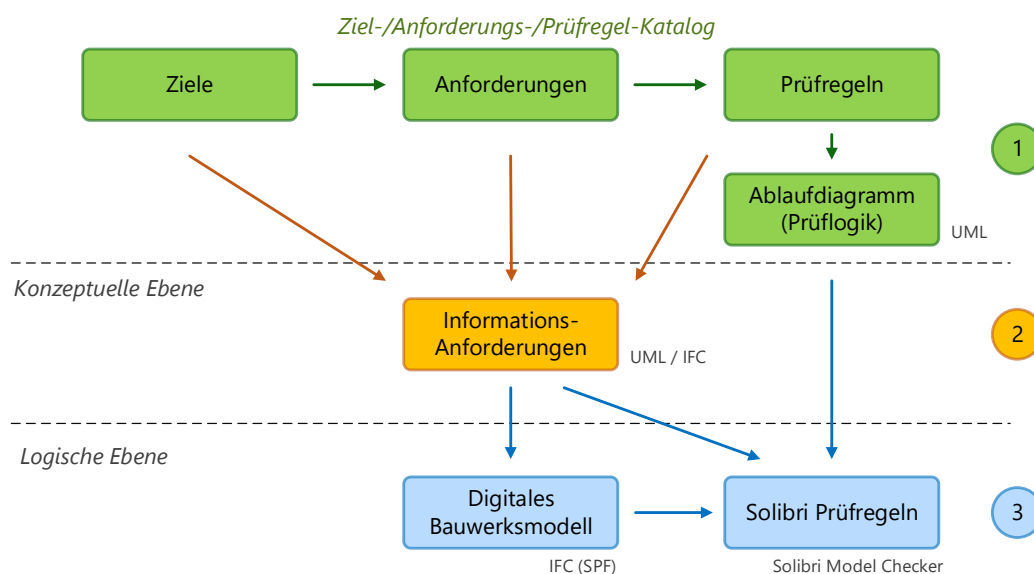 Ziel-/Anforderungs-/Prüfregel-Katalog
Ziele
Anforderungen
Prüfregeln
1
Ablaufdiagramm
(Prüflogik)
UML
Konzeptuelle Ebene
Informations-
Anforderungen
UML / IFC
2
Logische Ebene
Digitales
Bauwerksmodell
IFC (SPF)
Solibri Prüfregeln
Solibri Model Checker
3